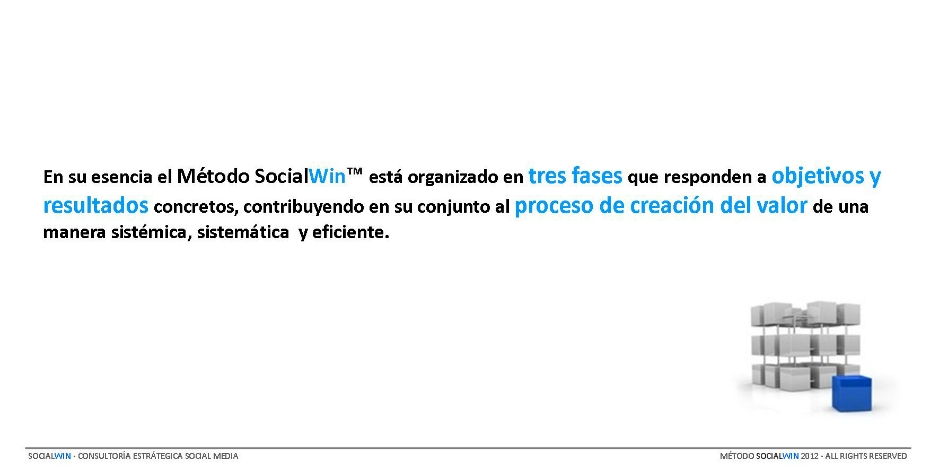 En su esencia el Método SocialWin™ está organizado en tres fases que responden a objetivos y
resultados concretos, contribuyendo en su conjunto al proceso de creación del valor de una
manera sistémica, sistemática y eficiente.
SOCIALWIN - CONSULTORÍA ESTRÁTEGICA SOCIAL MEDIA
MÉTODO SOCIALWIN 2012 - ALL RIGHTS RESERVED